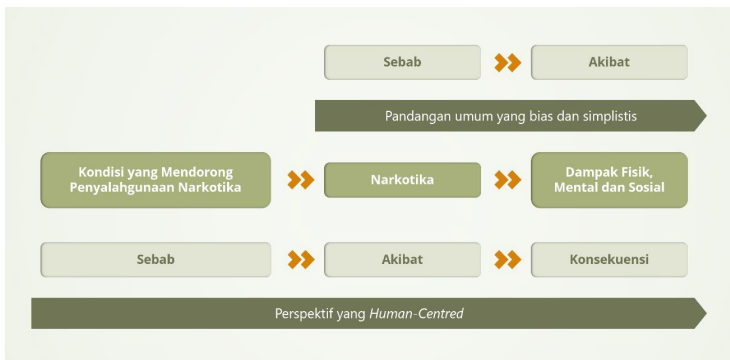 Sebab
Akibat
Pandangan umum yang bias dan simplistis
Kondisi yang Mendorong
Penyalahgunaan Narkotika
Narkotika
Dampak Fisik,
Mental dan Sosial
Sebab
Akibat
Konsekuensi
Perspektif yang Human-Centred